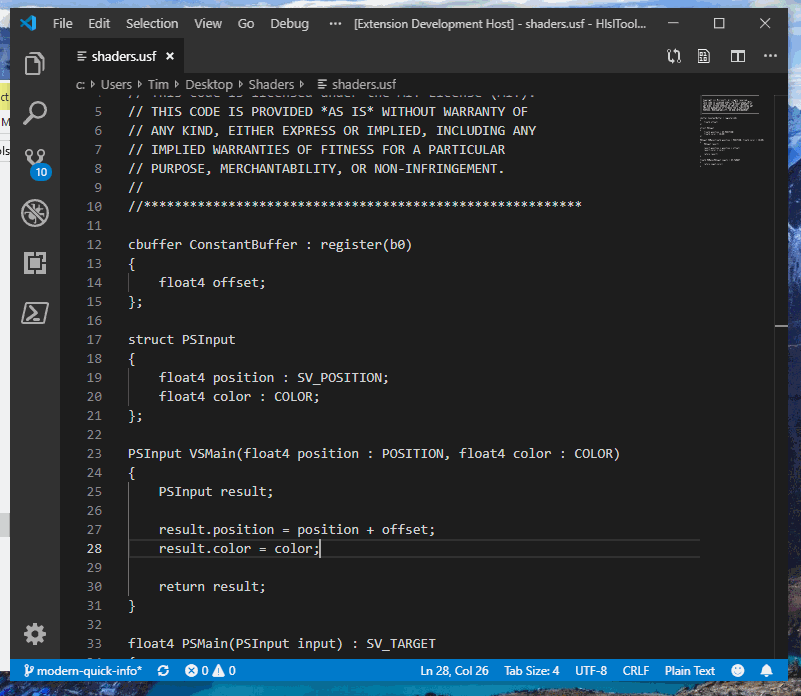 File Edit Selection View Go Debug ··· [Extension Development Host] - shaders.usf - HlslTool...
shaders.usf ×
c: > Users > Tim > Desktop > Shaders > shaders.usf
5 // THIS CODE IS PROVIDED *AS IS* WITHOUT WARRANTY OF
6 // ANY KIND, EITHER EXPRESS OR IMPLIED, INCLUDING ANY
7 // IMPLIED WARRANTIES OF FITNESS FOR A PARTICULAR
8 // PURPOSE, MERCHANTABILITY, OR NON-INFRINGEMENT.
9 //
10 //*********************************************************
11
12 cbuffer ConstantBuffer : register(b0)
13 {
14 float4 offset;
15 };
16
17 struct PSInput
18 {
19 float4 position : SV_POSITION;
20 float4 color : COLOR;
21 };
22
23 PSInput VSMain(float4 position : POSITION, float4 color : COLOR)
24 {
25 PSInput result;
26
27 result.position = position + offset;
28 result.color = color;
29
30 return result;
31 }
32
33 float4 PSMain(PSInput input) : SV_TARGET
10
modern-quick-info* 0 0 Ln 28, Col 26 Tab Size: 4 UTF-8 CRLF Plain Text